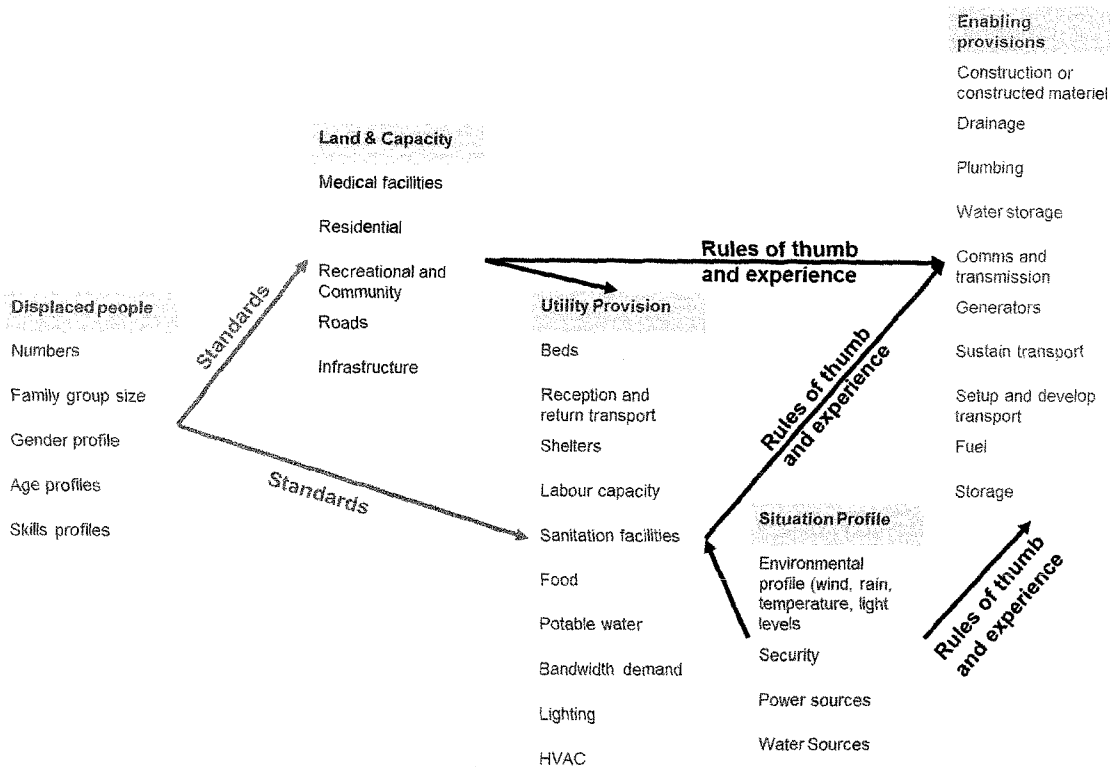 Displaced people
Numbers
Family group size
Gender profile
Age profiles
Skills profiles
Standards
Standards
Land & Capacity
Medical facilities
Residential
Recreational and
Community
Roads
Infrastructure
Utility Provision
Beds
Reception and
return transport
Shelters
Labour capacity
Sanitation facilities
Food
Potable water
Bandwidth demand
Lighting
HVAC
Rules of thumb
and experience
Rules of thumb
and experience
Situation Profile
Environmental
profile (wind, rain,
temperature, light
levels
Security
Power sources
Water Sources
Rules of thumb
and experience
Enabling
provisions
Construction or
constructed materiel
Drainage
Plumbing
Water storage
Comms and
transmission
Generators
Sustain transport
Setup and develop
transport
Fuel
Storage